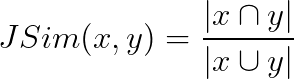 JSim(x, y) = |x ∩ y| / |x ∪ y|